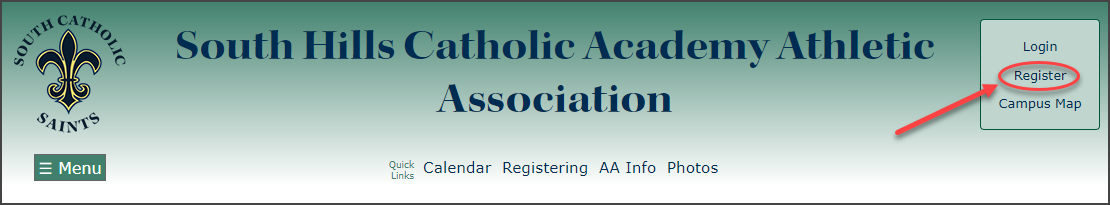 SOUTH CATHOLIC
SAINTS
South Hills Catholic Academy Athletic
Association
Login
Register
Campus Map
☰ Menu
Quick
Links
Calendar Registering AA Info Photos